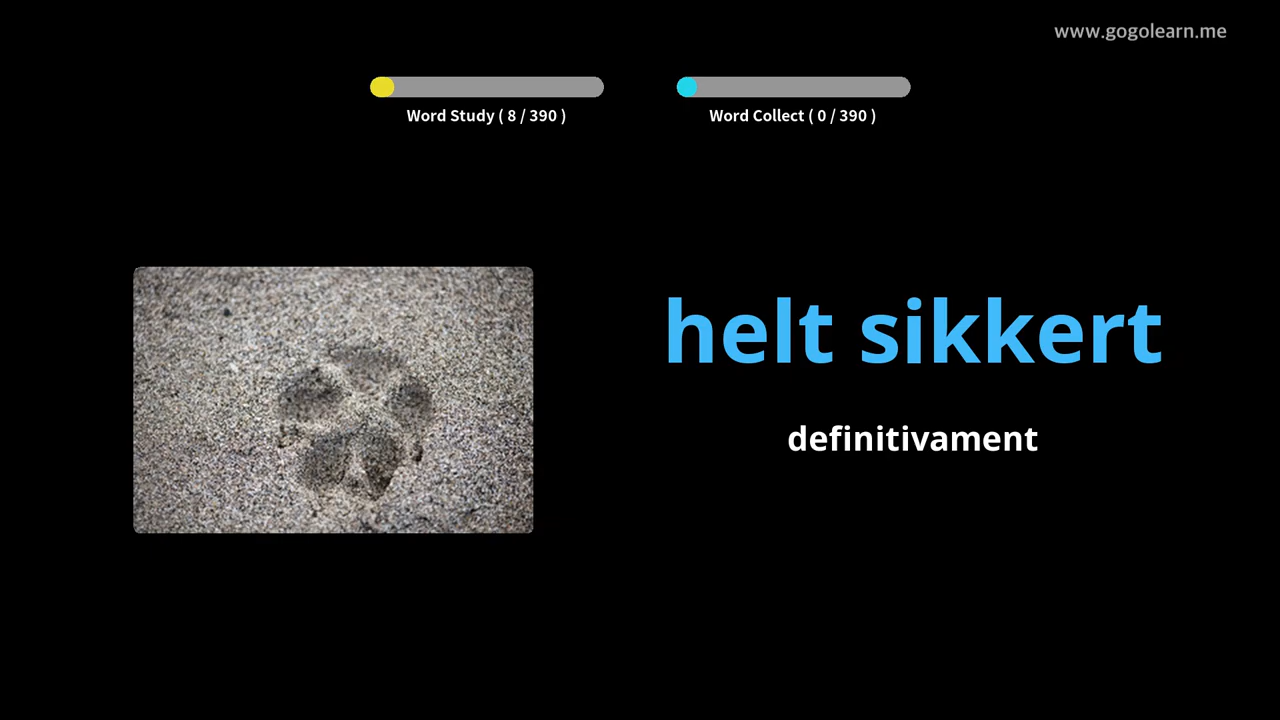 www.gogolearn.me
Word Study ( 8 / 390 )
Word Collect ( 0 / 390 )
helt sikkert
definitivament